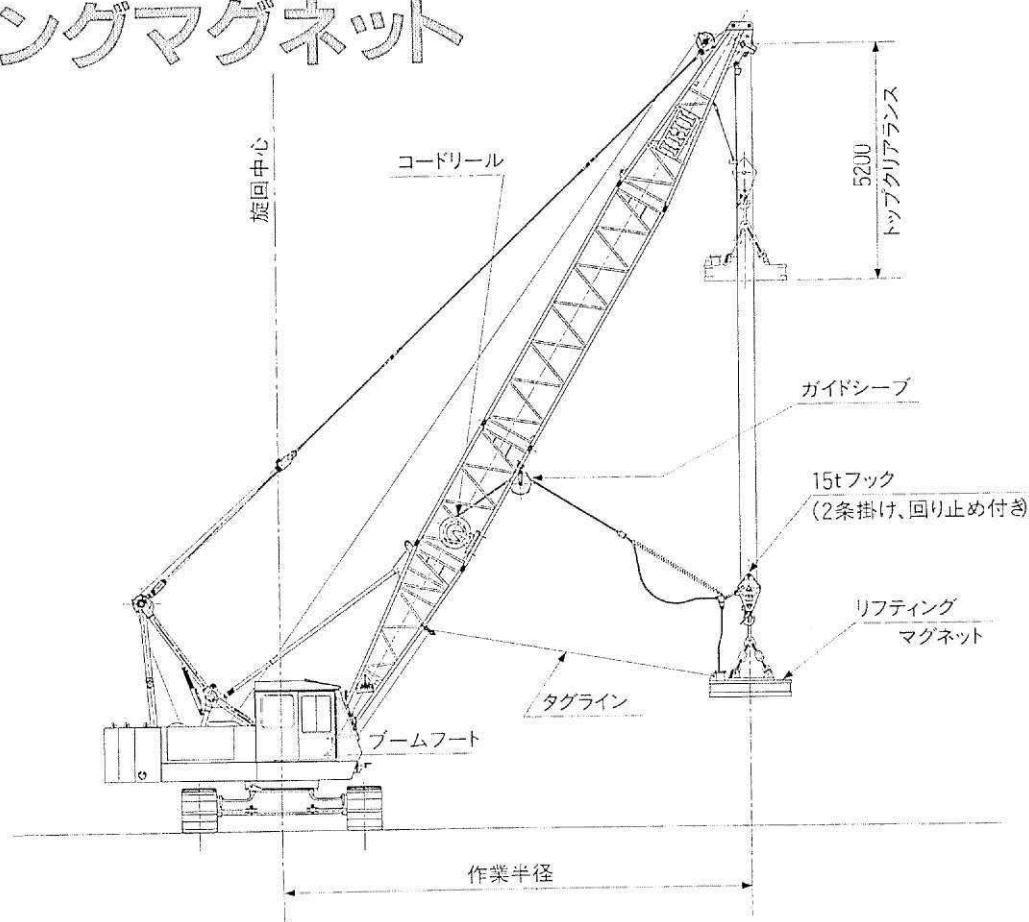 ングマグネット
コードリール
旋回中心
IHI
5200
トップクリアランス
ガイドシーブ
15tフック
(2条掛け、回り止め付き)
リフティング
マグネット
タグライン
ブームフート
作業半径